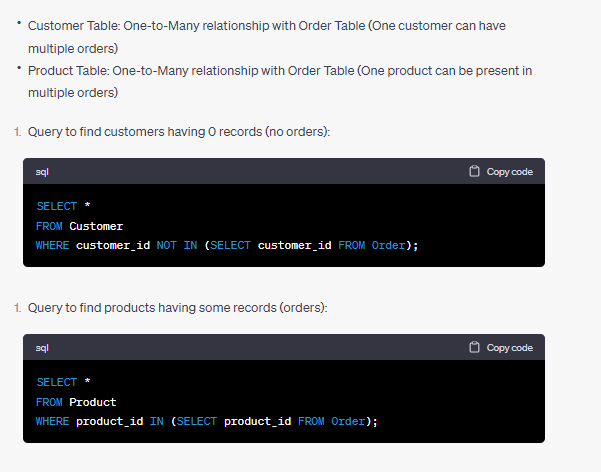 • Customer Table: One-to-Many relationship with Order Table (One customer can have
multiple orders)
• Product Table: One-to-Many relationship with Order Table (One product can be present in
multiple orders)
1. Query to find customers having 0 records (no orders):
sql Copy code
SELECT *
FROM Customer
WHERE customer_id NOT IN (SELECT customer_id FROM Order);
1. Query to find products having some records (orders):
sql Copy code
SELECT *
FROM Product
WHERE product_id IN (SELECT product_id FROM Order);